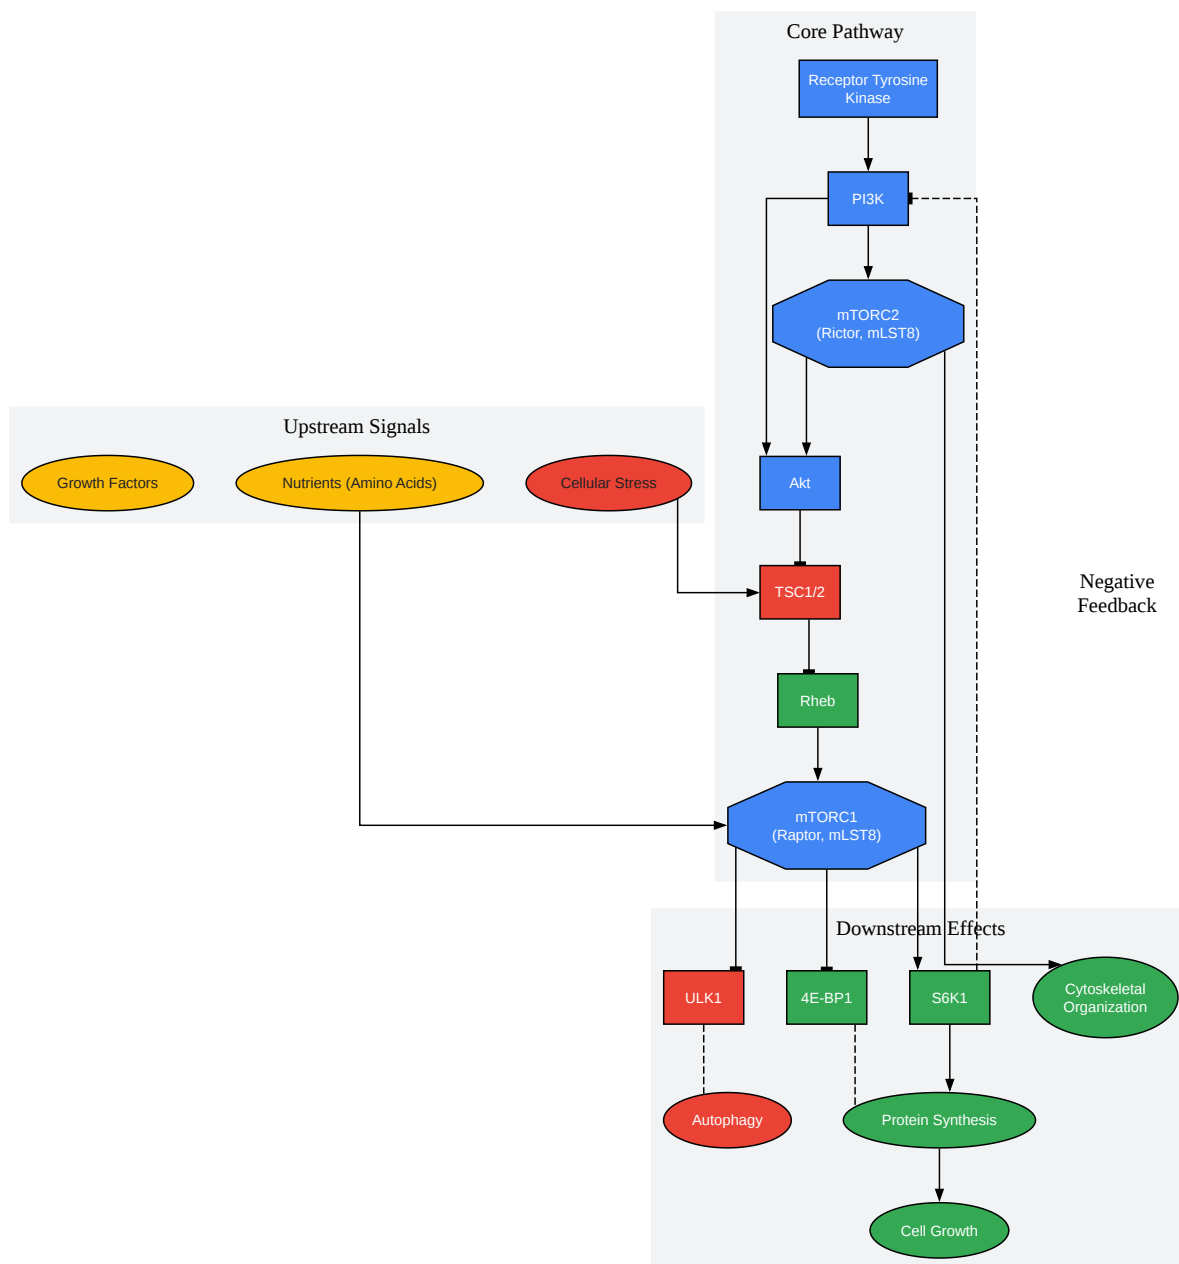 Core Pathway
Receptor Tyrosine
Kinase
PI3K
mTORC2
(Rictor, mLST8)
Upstream Signals
Growth Factors
Nutrients (Amino Acids)
Cellular Stress
Akt
Negative
Feedback
TSC1/2
Rheb
mTORC1
(Raptor, mLST8)
Downstream Effects
ULK1
4E-BP1
S6K1
Cytoskeletal
Organization
Autophagy
Protein Synthesis
Cell Growth